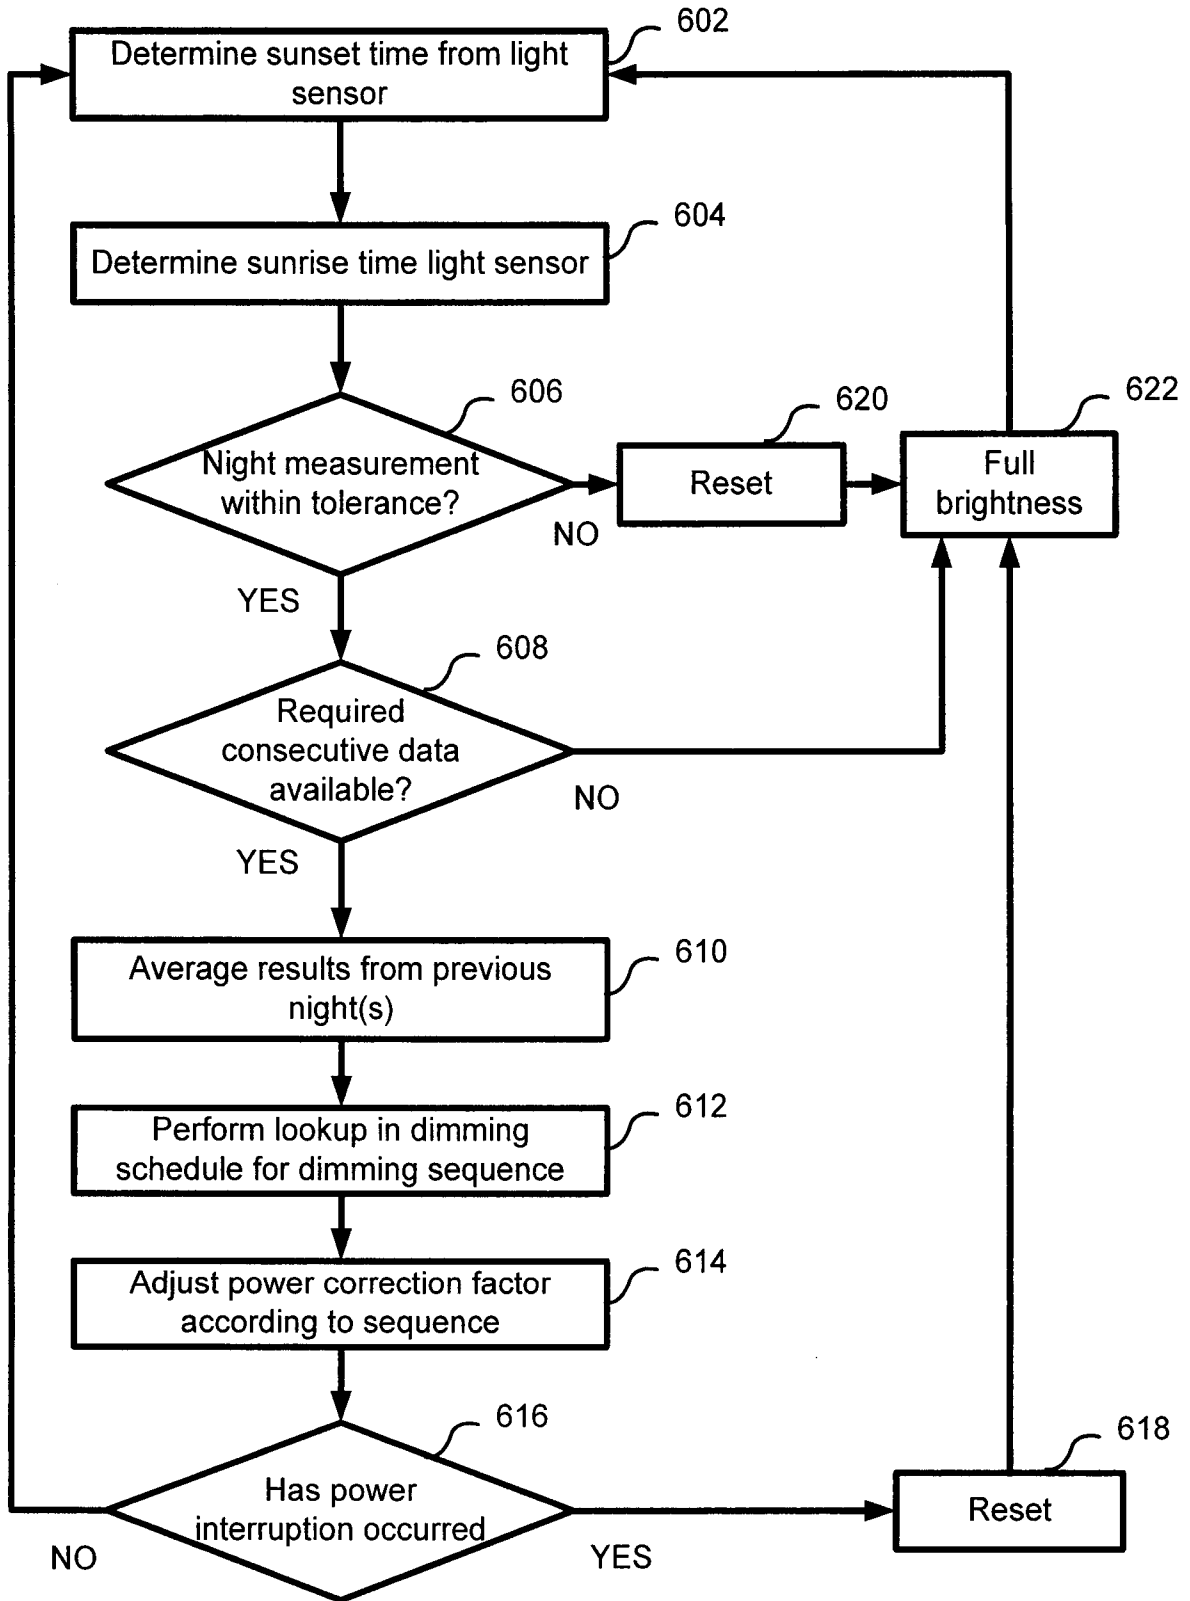 602
Determine sunset time from light
sensor
604
Determine sunrise time light sensor
606
Night measurement
within tolerance?
NO
YES
620
Reset
622
Full
brightness
608
Required
consecutive data
available?
NO
YES
610
Average results from previous
night(s)
612
Perform lookup in dimming
schedule for dimming sequence
614
Adjust power correction factor
according to sequence
616
Has power
interruption occurred
NO
YES
618
Reset